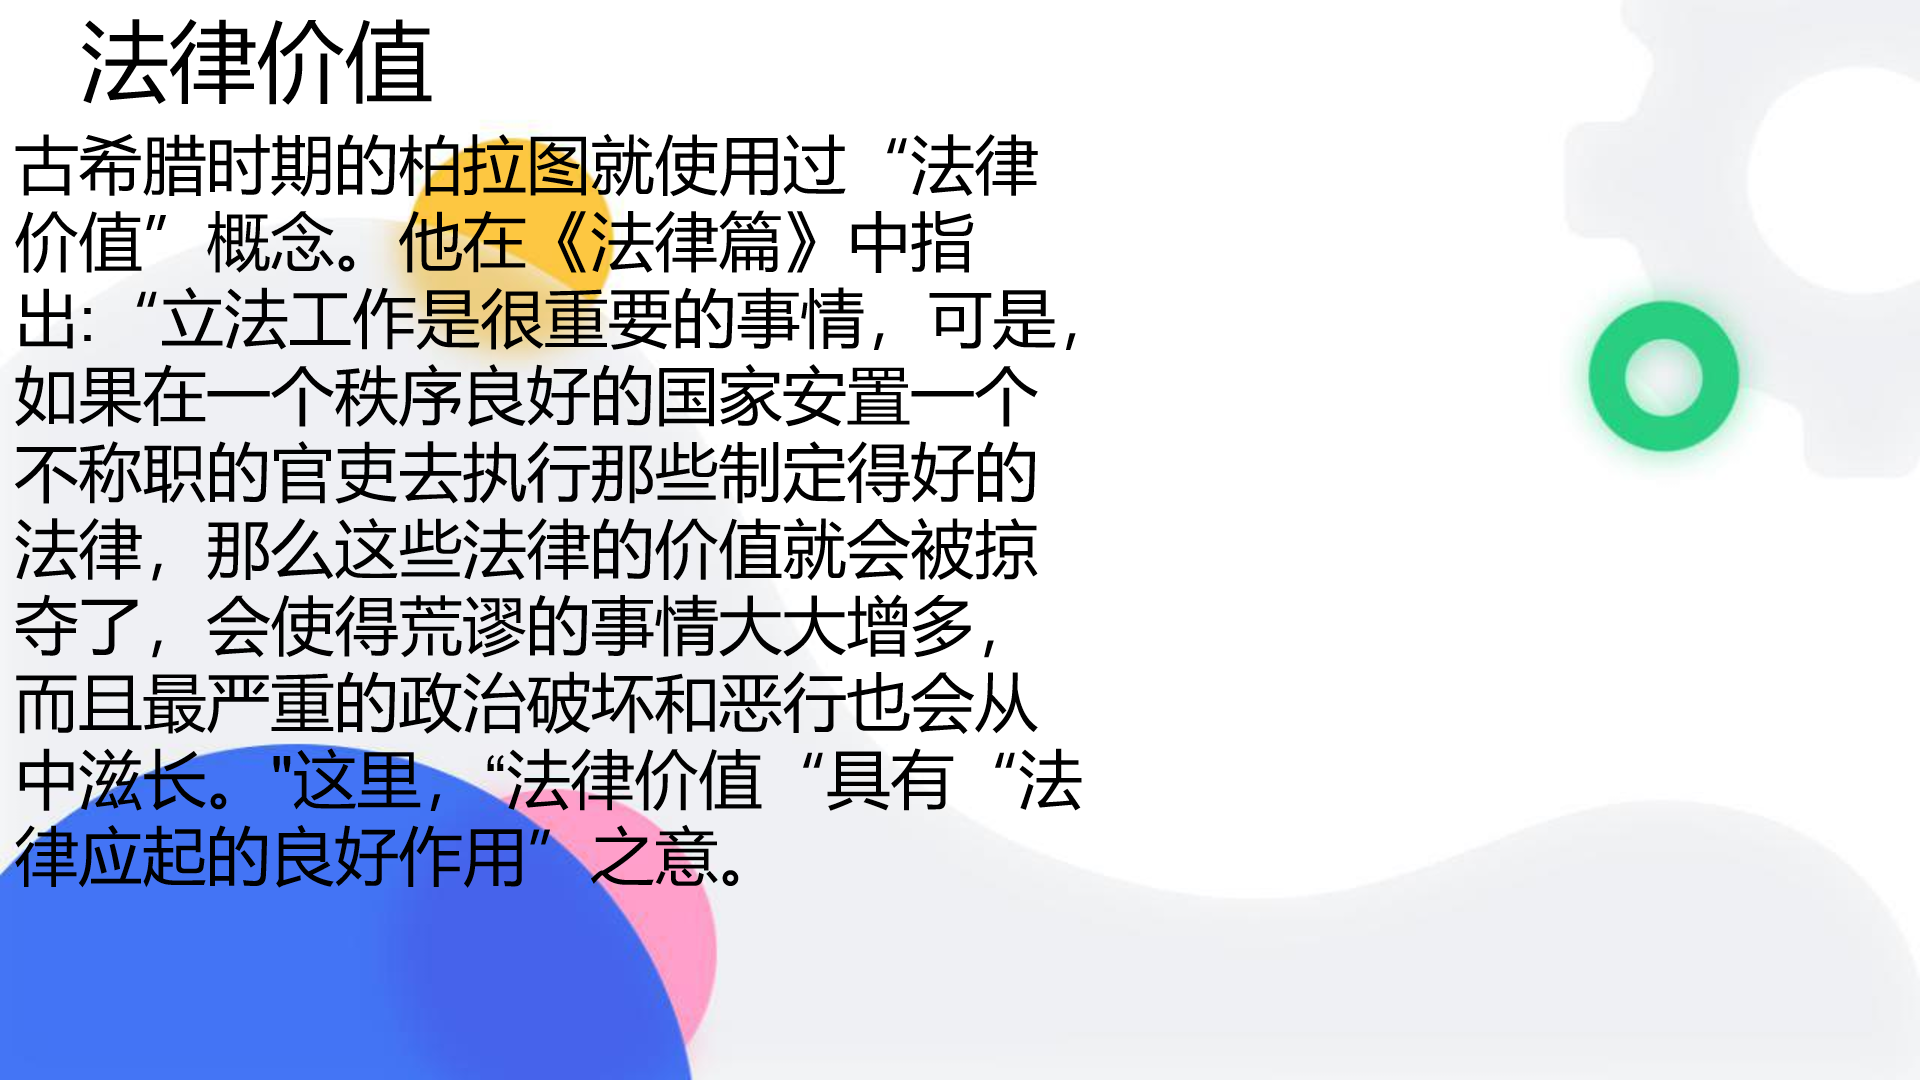 法律价值
古希腊时期的柏拉图就使用过“法律
价值”概念。他在《法律篇》中指
出:“立法工作是很重要的事情，可是，
如果在一个秩序良好的国家安置一个
不称职的官吏去执行那些制定得好的
法律，那么这些法律的价值就会被掠
夺了，会使得荒谬的事情大大增多，
而且最严重的政治破坏和恶行也会从
中滋长。"这里，“法律价值“具有“法
律应起的良好作用”之意。